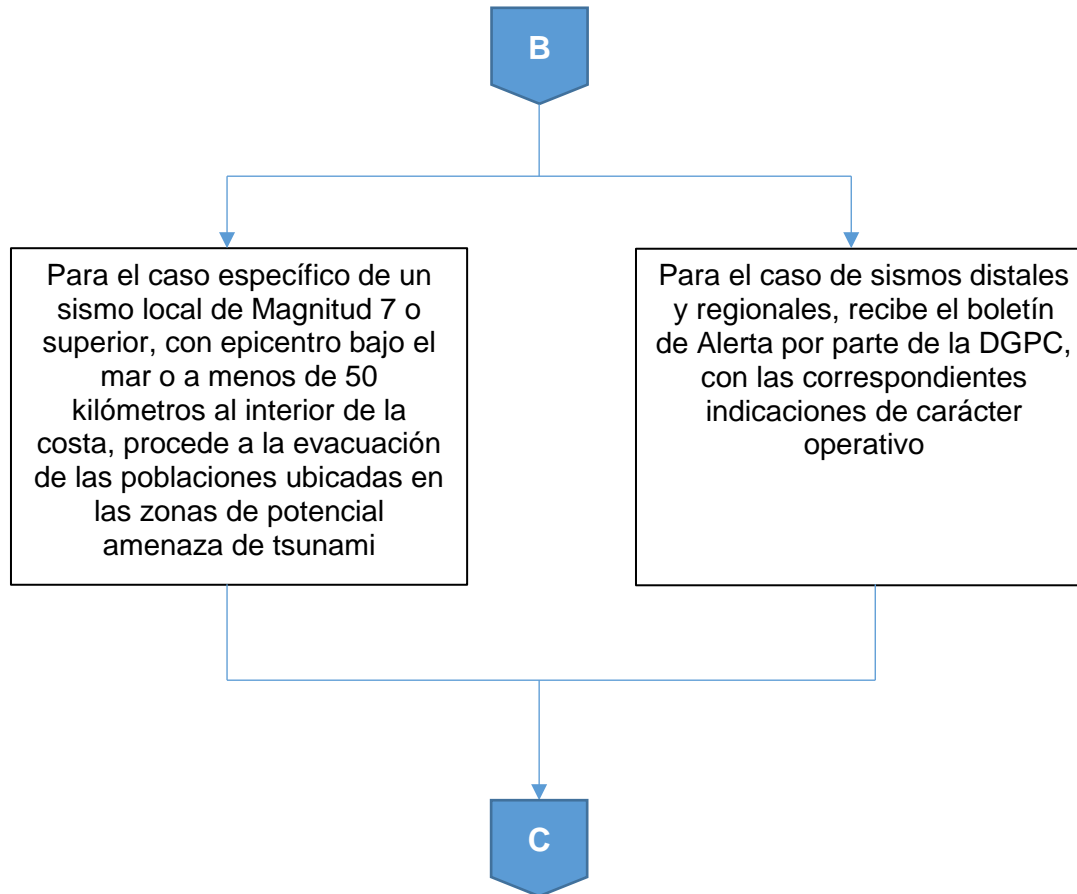 B
Para el caso específico de un
sismo local de Magnitud 7 o
superior, con epicentro bajo el
mar o a menos de 50
kilómetros al interior de la
costa, procede a la evacuación
de las poblaciones ubicadas en
las zonas de potencial
amenaza de tsunami
Para el caso de sismos distales
y regionales, recibe el boletín
de Alerta por parte de la DGPC,
con las correspondientes
indicaciones de carácter
operativo
C